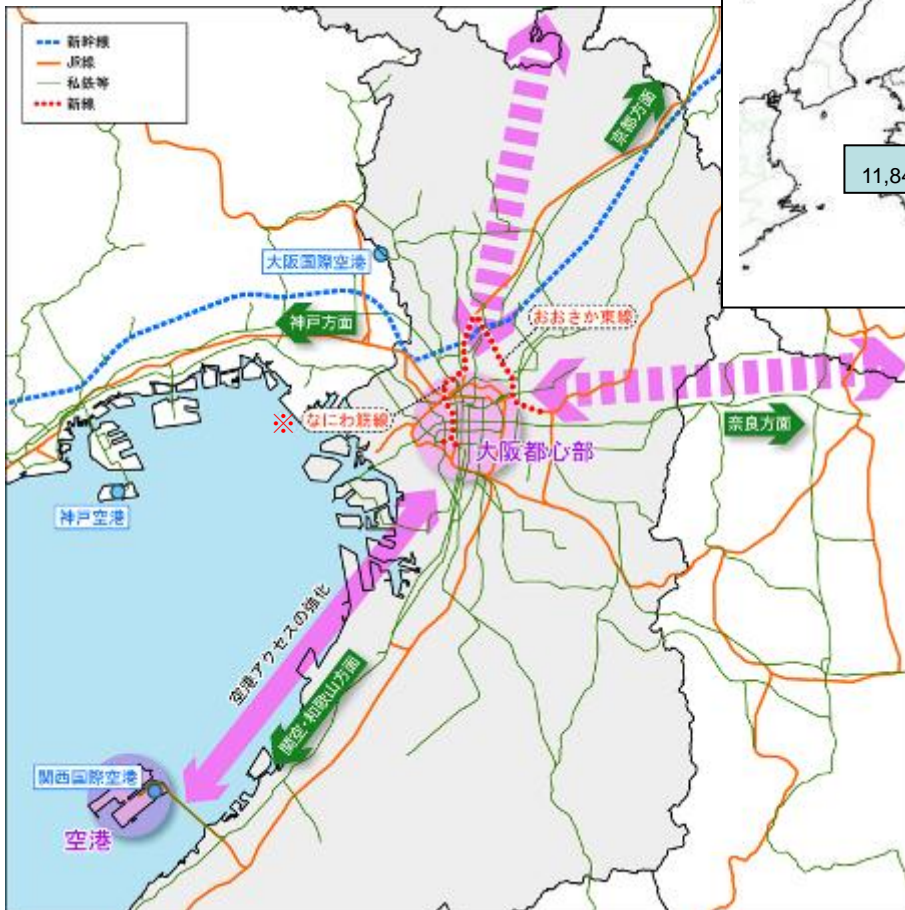 新幹線
JR線
私鉄等
新線
京都方面
11,84
大阪国際空港
神戸方面
おおさか東線
※ なにわ筋線
奈良方面
大阪都心部
神戸空港
空港アクセスの強化
関空・和歌山方面
関西国際空港
空港